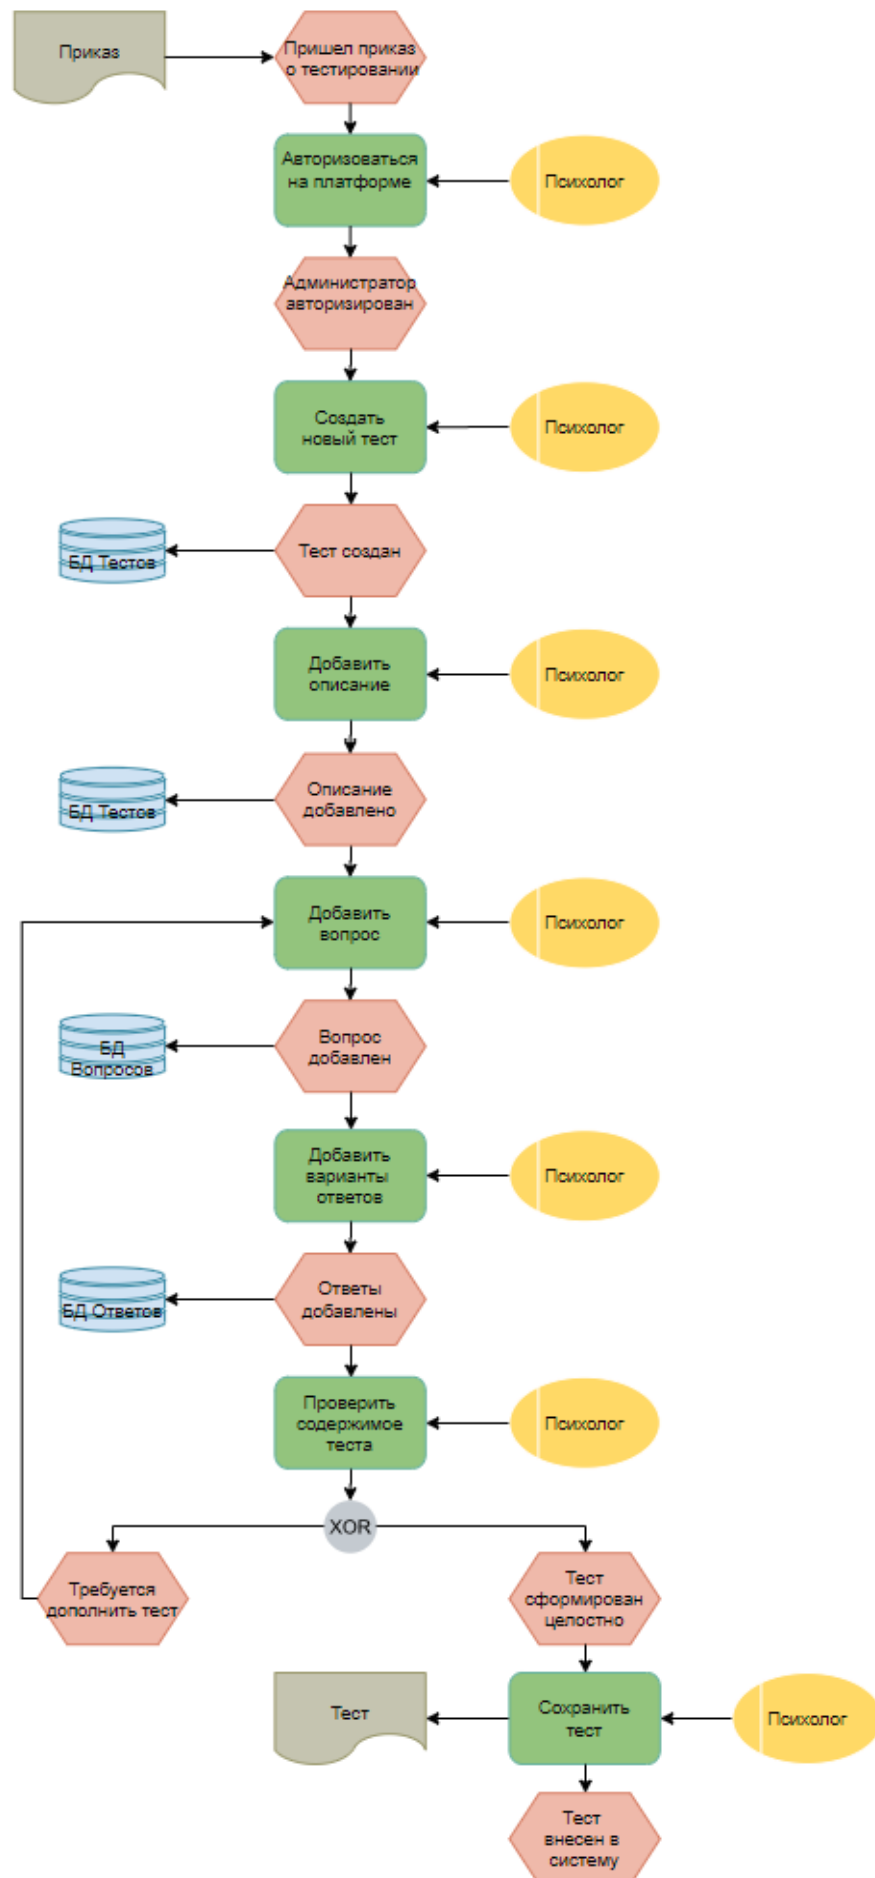 Приказ
Пришел приказ
о тестировании
Авторизоваться
на платформе
Психолог
Администратор
авторизирован
Создать
новый тест
Психолог
БД Тестов
Тест создан
Добавить
описание
Психолог
БД Тестов
Описание
добавлено
Добавить
вопрос
Психолог
БД
Вопросов
Вопрос
добавлен
Добавить
варианты
ответов
Психолог
БД Ответов
Ответы
добавлены
Проверить
содержимое
теста
Психолог
XOR
Требуется
дополнить тест
Тест
сформирован
целостно
Тест
Сохранить
тест
Психолог
Тест
внесен в
систему